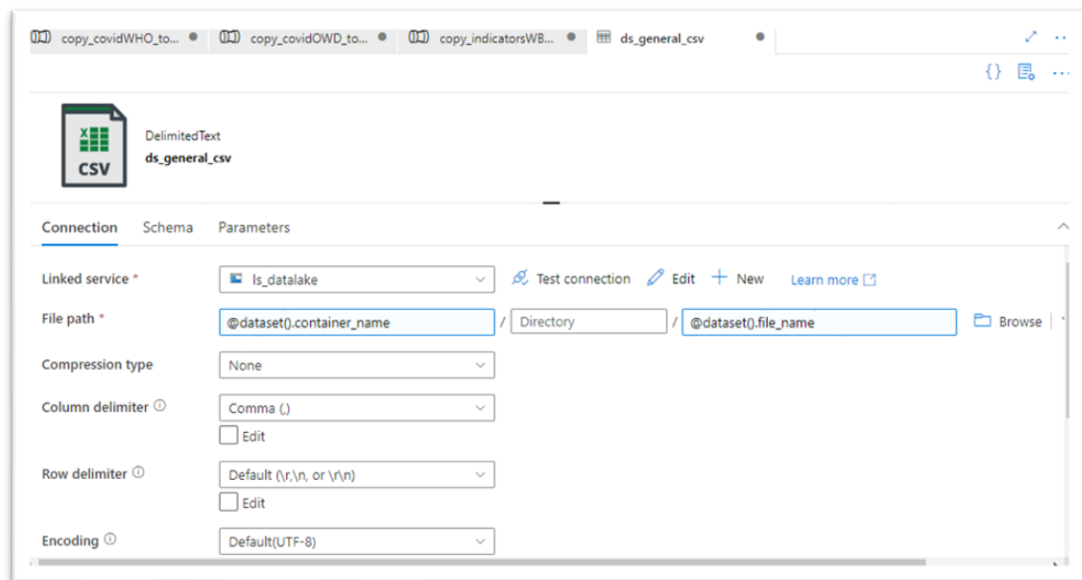 copy_covidWHO_to... copy_covidOWD_to... copy_indicatorsWB... ds_general_csv
{} ...
X
CSV
DelimitedText
ds_general_csv
Connection Schema Parameters
Linked service * ls_datalake Test connection Edit New Learn more
File path * @dataset().container_name / Directory / @dataset().file_name Browse
Compression type None
Column delimiter Comma (,)
Edit
Row delimiter Default (\r,\n, or \r\n)
Edit
Encoding Default(UTF-8)